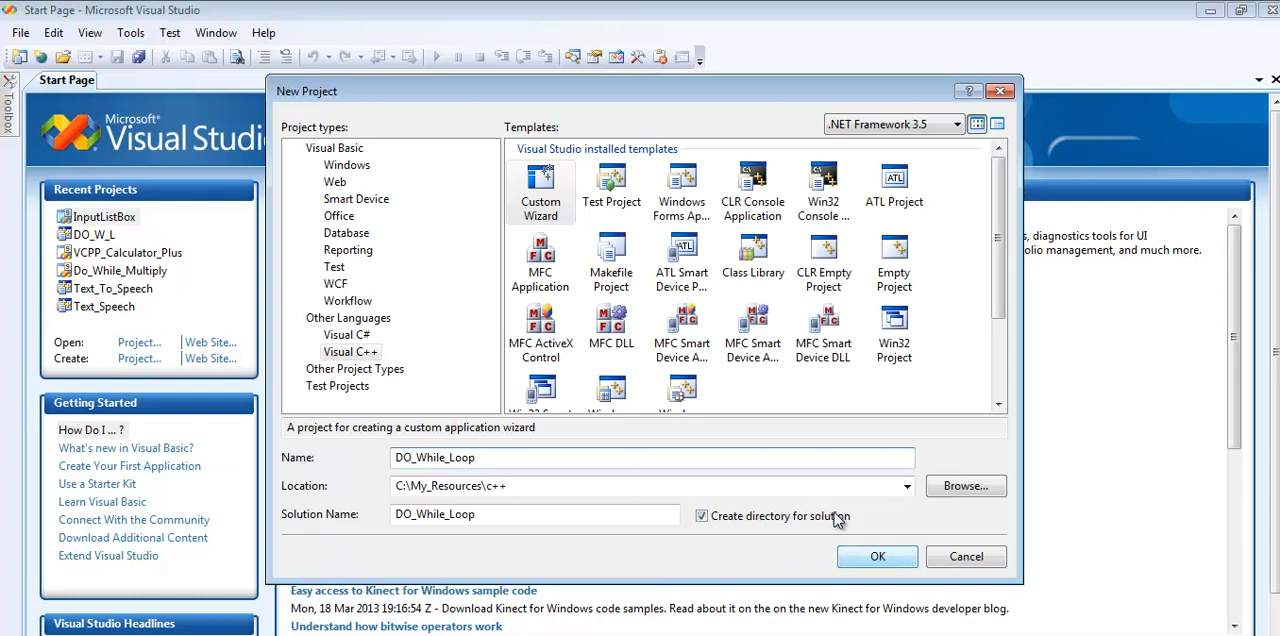 Start Page - Microsoft Visual Studio
File Edit View Tools Test Window Help
Toolbox
Start Page
Microsoft®
Visual Studi
Recent Projects
InputListBox
DO_W_L
VCPP_Calculator_Plus
Do_While_Multiply
Text_To_Speech
Text_Speech
Open: Project... Web Site...
Create: Project... Web Site...
Getting Started
How Do I ... ?
What's new in Visual Basic?
Create Your First Application
Use a Starter Kit
Learn Visual Basic
Connect With the Community
Download Additional Content
Extend Visual Studio
Visual Studio Headlines
New Project
Project types:
Visual Basic
Windows
Web
Smart Device
Office
Database
Reporting
Test
WCF
Workflow
Other Languages
Visual C#
Visual C++
Other Project Types
Test Projects
Templates:
.NET Framework 3.5
Visual Studio installed templates
Custom Wizard
Test Project
Windows Forms Ap...
CLR Console Application
Win32 Console ...
ATL Project
MFC Application
Makefile Project
ATL Smart Device P...
Class Library
CLR Empty Project
Empty Project
MFC ActiveX Control
MFC DLL
MFC Smart Device A...
MFC Smart Device A...
MFC Smart Device DLL
Win32 Project
A project for creating a custom application wizard
Name: DO_While_Loop
Location: C:\My_Resources\c++
Browse...
Solution Name: DO_While_Loop
Create directory for solution
OK Cancel
s, diagnostics tools for UI
olio management, and much more.
Easy access to Kinect for Windows sample code
Mon, 18 Mar 2013 19:16:54 Z - Download Kinect for Windows code samples. Read about it on the on the new Kinect for Windows developer blog.
Understand how bitwise operators work